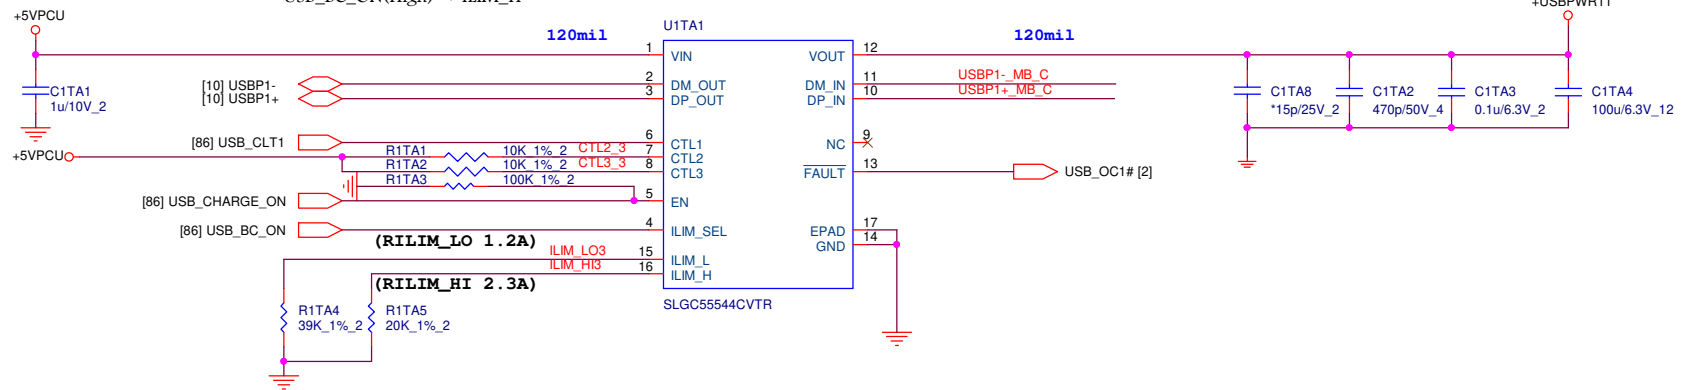 +5VPCU
120mil
U1TA1
120mil
1
VIN
VOUT
12
C1TA1
1u/10V_2
[10] USBP1-
2
DM_OUT
DM_IN
11
USBP1-_MB_C
[10] USBP1+
3
DP_OUT
DP_IN
10
USBP1+_MB_C
C1TA8
*15p/25V_2
C1TA2
470p/50V_4
C1TA3
0.1u/6.3V_2
C1TA4
100u/6.3V_12
[86] USB_CLT1
6
CTL1
NC
9
+5VPCU
R1TA1
10K_1%_2
CTL2_3
7
CTL2
R1TA2
10K_1%_2
CTL3_3
8
CTL3
FAULT
13
USB_OC1# [2]
R1TA3
100K_1%_2
[86] USB_CHARGE_ON
5
EN
[86] USB_BC_ON
4
ILIM_SEL
EPAD
17
(RILIM_LO 1.2A)
GND
14
ILIM_LO3
15
ILIM_L
ILIM_HI3
16
ILIM_H
(RILIM_HI 2.3A)
SLGC55544CVTR
R1TA4
39K_1%_2
R1TA5
20K_1%_2